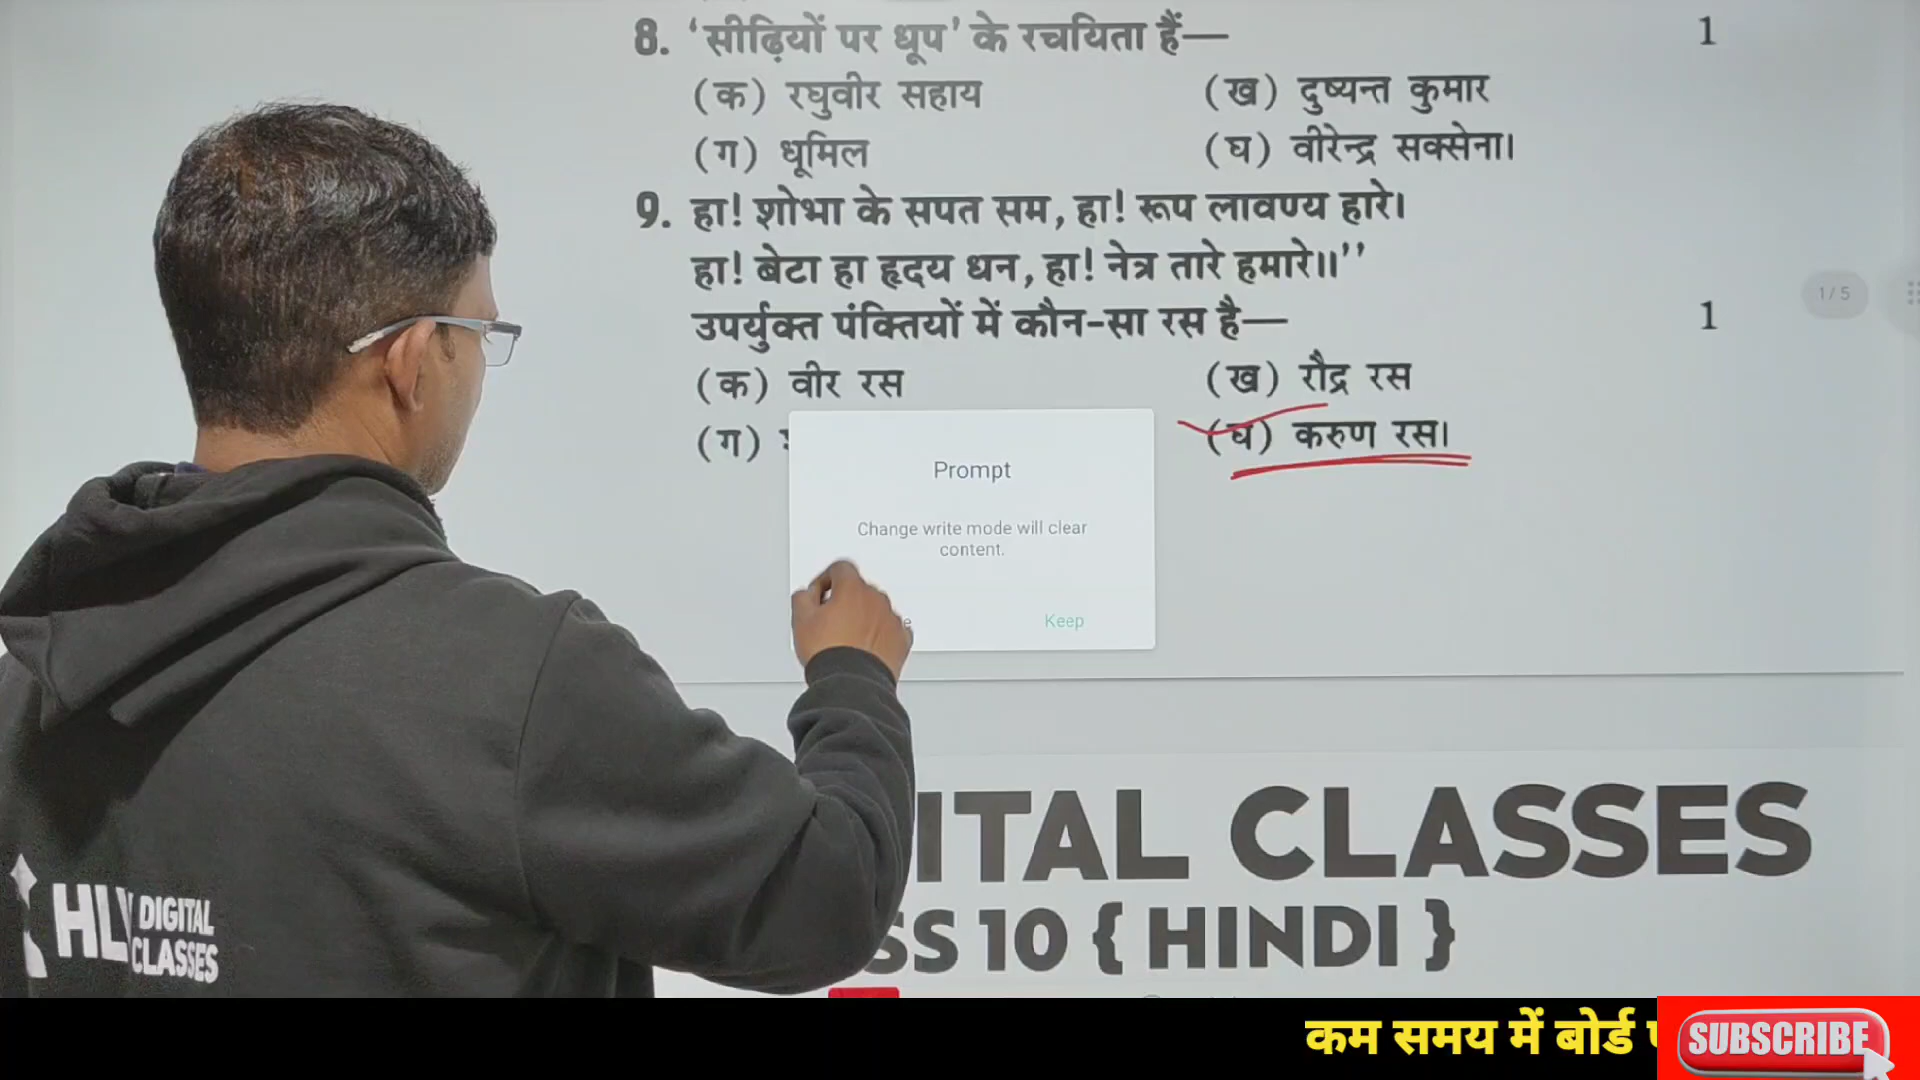 8. ‘सीढ़ियों पर धूप’ के रचयिता हैं— 1
(क) रघुवीर सहाय (ख) दुष्यन्त कुमार
(ग) धूमिल (घ) वीरेन्द्र सक्सेना।
9. हा! शोभा के सपत सम, हा! रूप लावण्य हारे।
हा! बेटा हा हृदय धन, हा! नेत्र तारे हमारे॥’’
1/5
उपर्युक्त पंक्तियों में कौन-सा रस है— 1
(क) वीर रस (ख) रौद्र रस
(ग) (घ) करुण रस।
Prompt
Change write mode will clear
content.
Keep
ITAL CLASSES
SS 10 { HINDI }
HLV DIGITAL
CLASSES
कम समय में बोर्ड
SUBSCRIBE